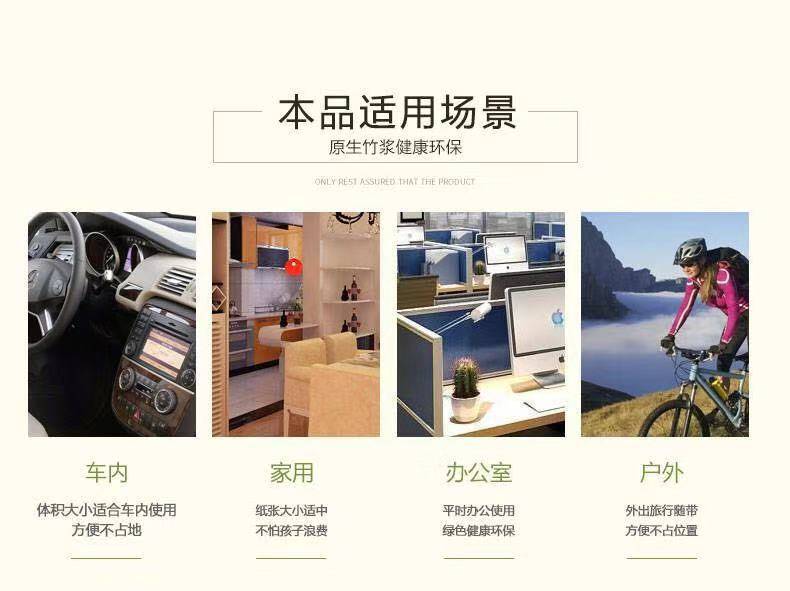 本品适用场景
原生竹浆健康环保
ONLY REST ASSURED THAT THE PRODUCT
车内
体积大小适合车内使用
方便不占地
家用
纸张大小适中
不怕孩子浪费
办公室
平时办公使用
绿色健康环保
户外
外出旅行随带
方便不占位置